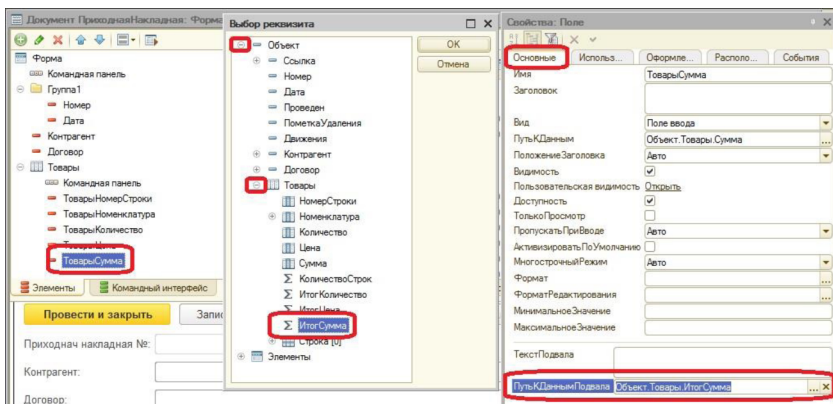 Документ ПриходнаяНакладная: Форма
Форма
Командная панель
Группа1
Номер
Дата
Контрагент
Договор
Товары
Командная панель
ТоварыНомерСтроки
ТоварыНоменклатура
ТоварыКоличество
ТоварыЦена
ТоварыСумма
Элементы
Командный интерфейс
Провести и закрыть
Приходнач накладная №:
Контрагент:
Договор:
Выбор реквизита
Объект
Ссылка
Номер
Дата
Проведен
ПометкаУдаления
Движения
Контрагент
Договор
Товары
НомерСтроки
Номенклатура
Количество
Цена
Сумма
КоличествоСтрок
ИтогКоличество
ИтогЦена
ИтогСумма
Строка [0]
Элементы
OK
Отмена
Свойства: Поле
Основные Использ... Оформле... Располо... События
Имя ТоварыСумма
Заголовок
Вид Поле ввода
ПутьКДанным Объект.Товары.Сумма
ПоложениеЗаголовка Авто
Видимость
Пользовательская видимость Открыть
Доступность
ТолькоПросмотр
ПропускатьПриВводе Авто
АктивизироватьПоУмолчанию
МногострочныйРежим Авто
Формат
ФорматРедактирования
МинимальноеЗначение
МаксимальноеЗначение
ТекстПодвала
ПутьКДаннымПодвала Объект.Товары.ИтогСумма